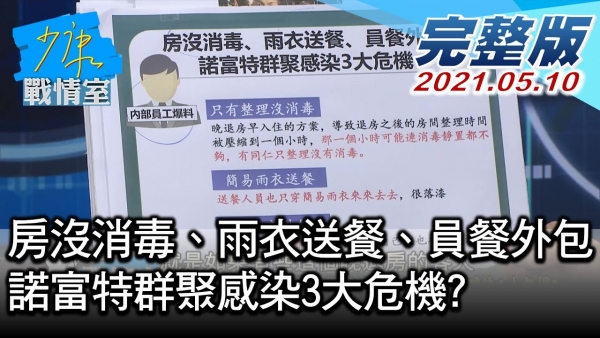 少康
戰情室
完整版
2021.05.10
房沒消毒、雨衣送餐、員餐外
諾富特群聚感染3大危機
內部員工爆料
只有整理沒消毒
晚退房早入住的方案,導致退房之後的房間整理時間
被壓縮到一個小時,那一個小時可能連消毒靜置都不
夠,有同仁只整理沒有消毒。
簡易雨衣送餐
送餐人員也只穿簡易雨衣來來去去,很落漆
房沒消毒、雨衣送餐、員餐外包
諾富特群聚感染3大危機?